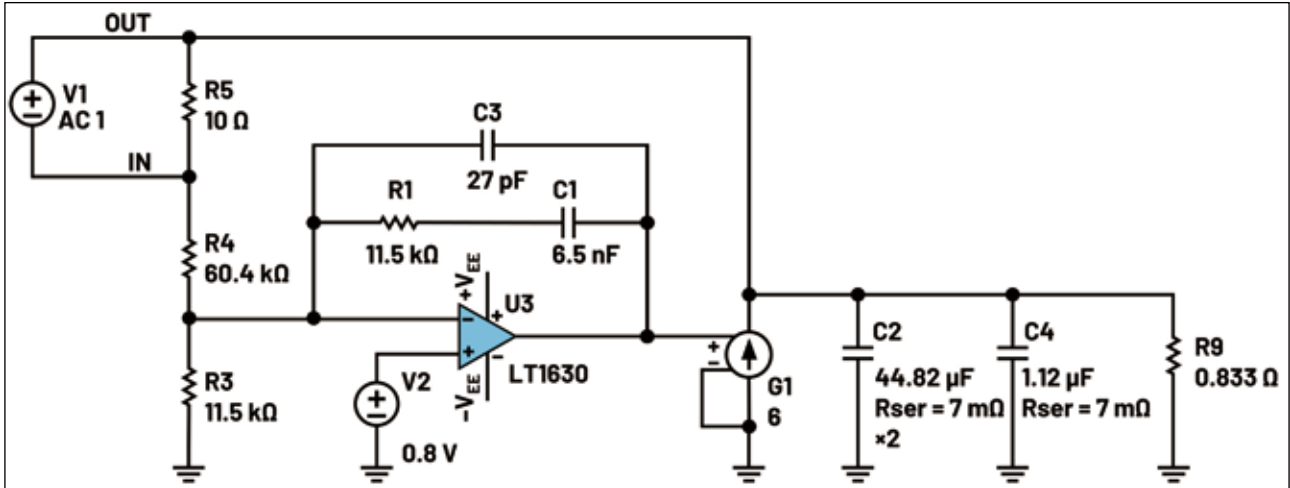 OUT
V1
AC 1
R5
10 Ω
IN
C3
27 pF
R1
11.5 kΩ
C1
6.5 nF
R4
60.4 kΩ
+VEE
U3
LT1630
−VEE
R3
11.5 kΩ
V2
0.8 V
G1
6
C2
44.82 µF
Rser = 7 mΩ
×2
C4
1.12 µF
Rser = 7 mΩ
R9
0.833 Ω